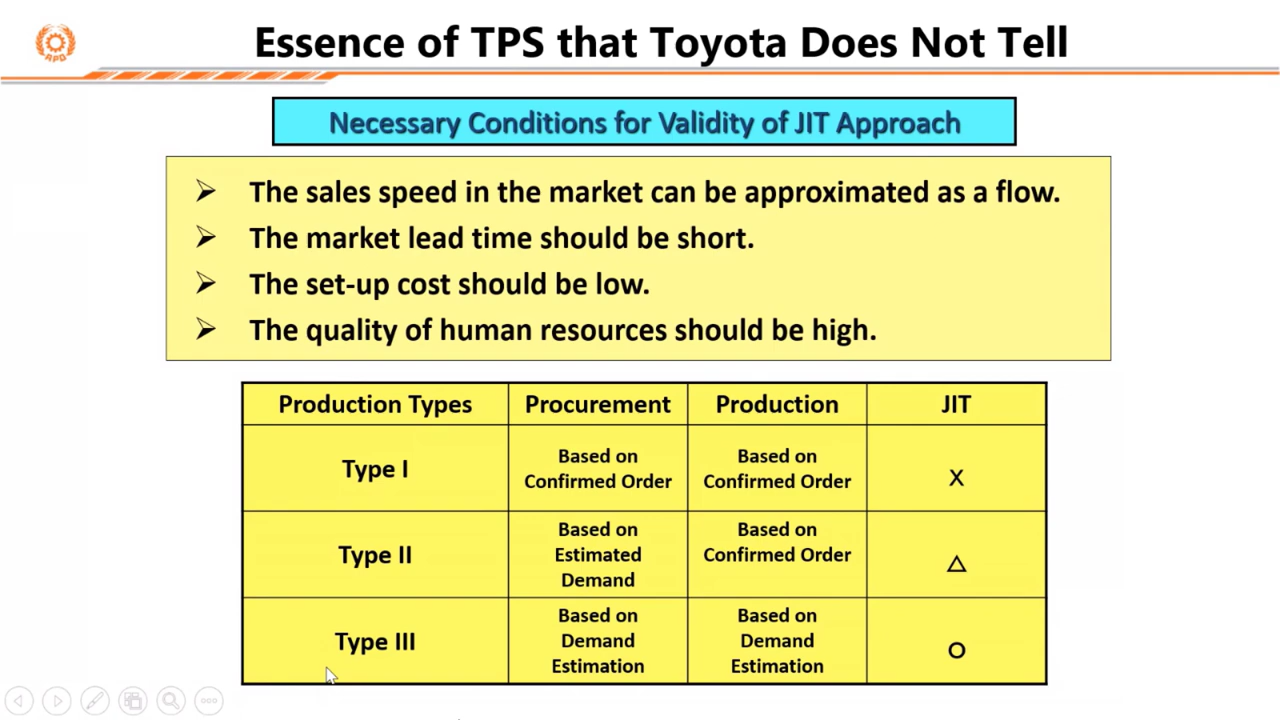 APO
Essence of TPS that Toyota Does Not Tell
Necessary Conditions for Validity of JIT Approach
➢ The sales speed in the market can be approximated as a flow.
➢ The market lead time should be short.
➢ The set-up cost should be low.
➢ The quality of human resources should be high.
Production Types Procurement Production JIT
Type I
Based on
Confirmed Order
Based on
Confirmed Order
X
Type II
Based on
Estimated
Demand
Based on
Confirmed Order
△
Type III
Based on
Demand
Estimation
Based on
Demand
Estimation
O